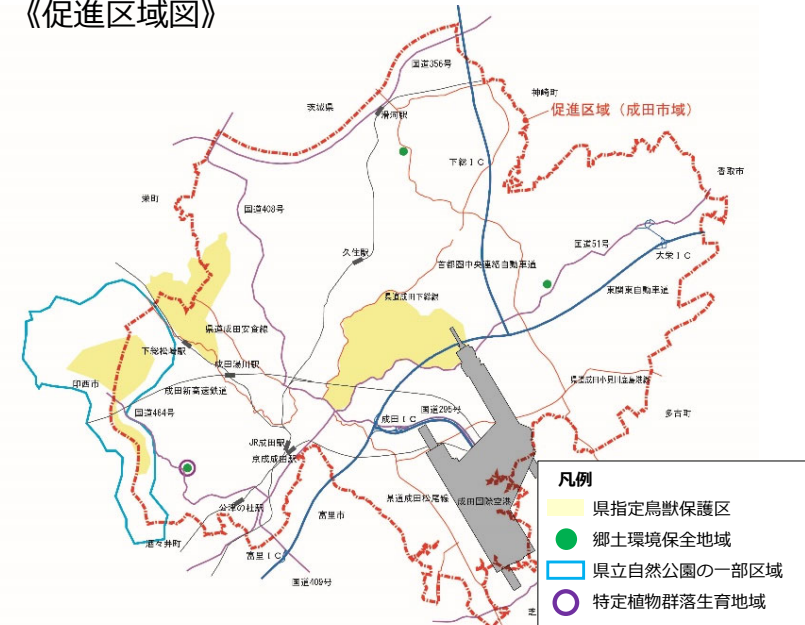 《促進区域図》
国道356号
茨城県
神崎町
滑河駅
促進区域（成田市域）
下総ＩＣ
香取市
栄町
国道408号
国道51号
久住駅
大栄ＩＣ
首都圏中央連絡自動車道
東関東自動車道
県道成田下総線
県道成田安食線
下総松崎駅
成田湯川駅
県道成田小見川鹿島港線
印西市
成田新高速鉄道
国道464号
国道295号
成田ＩＣ
多古町
JR成田駅
京成成田駅
県道成田松尾線
成田国際空港
公津の杜駅
富里市
酒々井町
富里ＩＣ
国道409号
凡例
県指定鳥獣保護区
郷土環境保全地域
県立自然公園の一部区域
特定植物群落生育地域